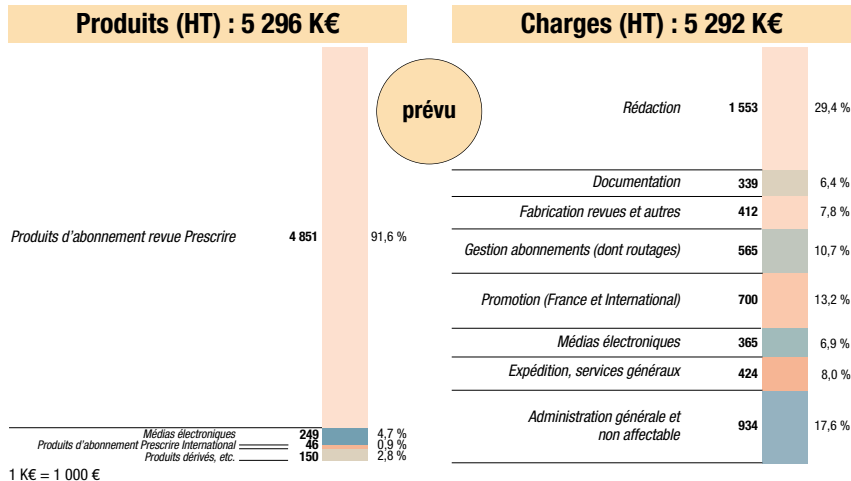 Produits (HT) : 5 296 K€
Produits d'abonnement revue Prescrire 4 851 91,6 %
Médias électroniques 249 4,7 %
Produits d'abonnement Prescrire International 46 0,9 %
Produits dérivés, etc. 150 2,8 %
1 K€ = 1 000 €
prévu
Charges (HT) : 5 292 K€
Rédaction 1 553 29,4 %
Documentation 339 6,4 %
Fabrication revues et autres 412 7,8 %
Gestion abonnements (dont routages) 565 10,7 %
Promotion (France et International) 700 13,2 %
Médias électroniques 365 6,9 %
Expédition, services généraux 424 8,0 %
Administration générale et
non affectable 934 17,6 %